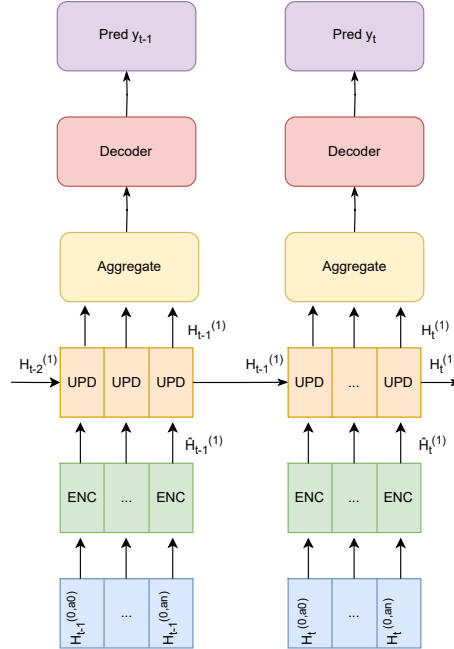 Pred y_{t-1}
Pred y_t
Decoder
Decoder
Aggregate
Aggregate
H_{t-1}^{(1)}
H_t^{(1)}
H_{t-2}^{(1)}
H_{t-1}^{(1)}
H_t^{(1)}
UPD UPD UPD
UPD ... UPD
Ĥ_{t-1}^{(1)}
Ĥ_t^{(1)}
ENC ... ENC
ENC ... ENC
H_{t-1}^{(0,a0)} ... H_{t-1}^{(0,an)}
H_t^{(0,a0)} ... H_t^{(0,an)}